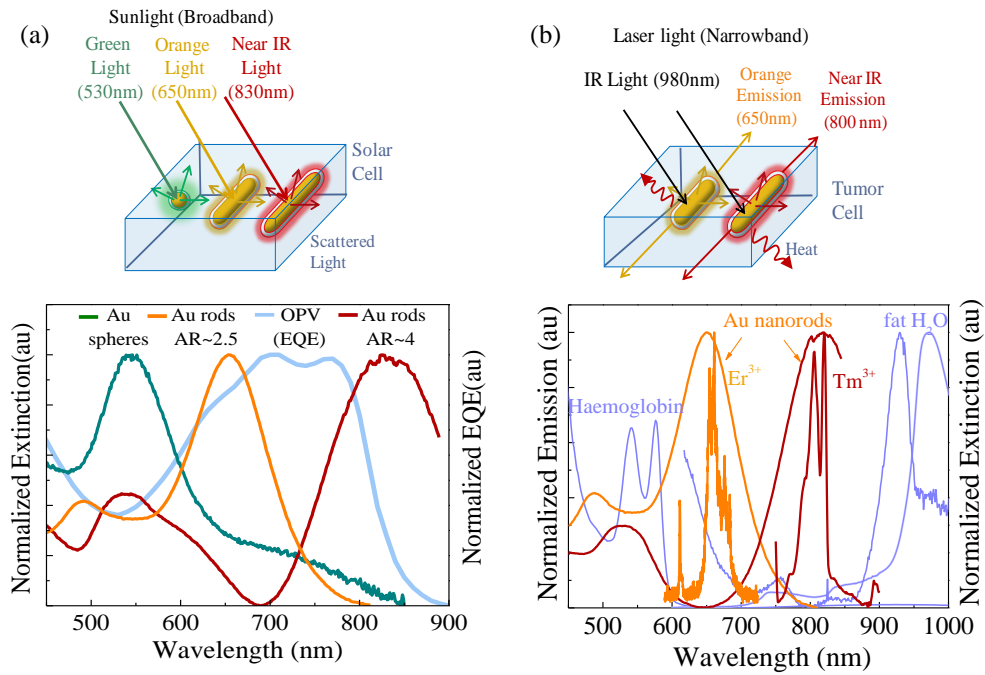 (a)
Sunlight (Broadband)
Green
Light
(530nm)
Orange
Light
(650nm)
Near IR
Light
(830nm)
Solar
Cell
Scattered
Light
Au
spheres
Au rods
AR~2.5
OPV
(EQE)
Au rods
AR~4
Normalized Extinction(au)
Normalized EQE(au)
450
500
600
700
800
900
Wavelength (nm)
(b)
Laser light (Narrowband)
IR Light (980nm)
Orange
Emission
(650nm)
Near IR
Emission
(800 nm)
Tumor
Cell
Heat
Au nanorods
fat H₂O
Er³⁺
Tm³⁺
Haemoglobin
Normalized Emission (au)
Normalized Extinction (au)
500
600
700
800
900
1000
Wavelength (nm)